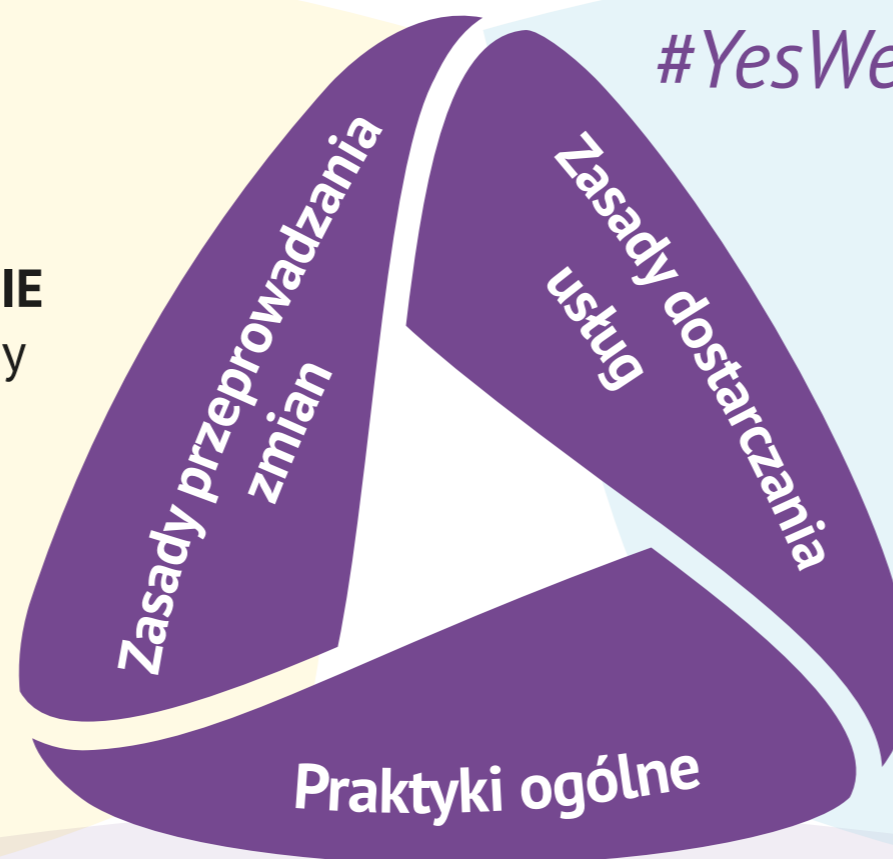 #YesWe
IE
y
Zasady przeprowadzania
zmian
Zasady dostarczania
usług
Praktyki ogólne